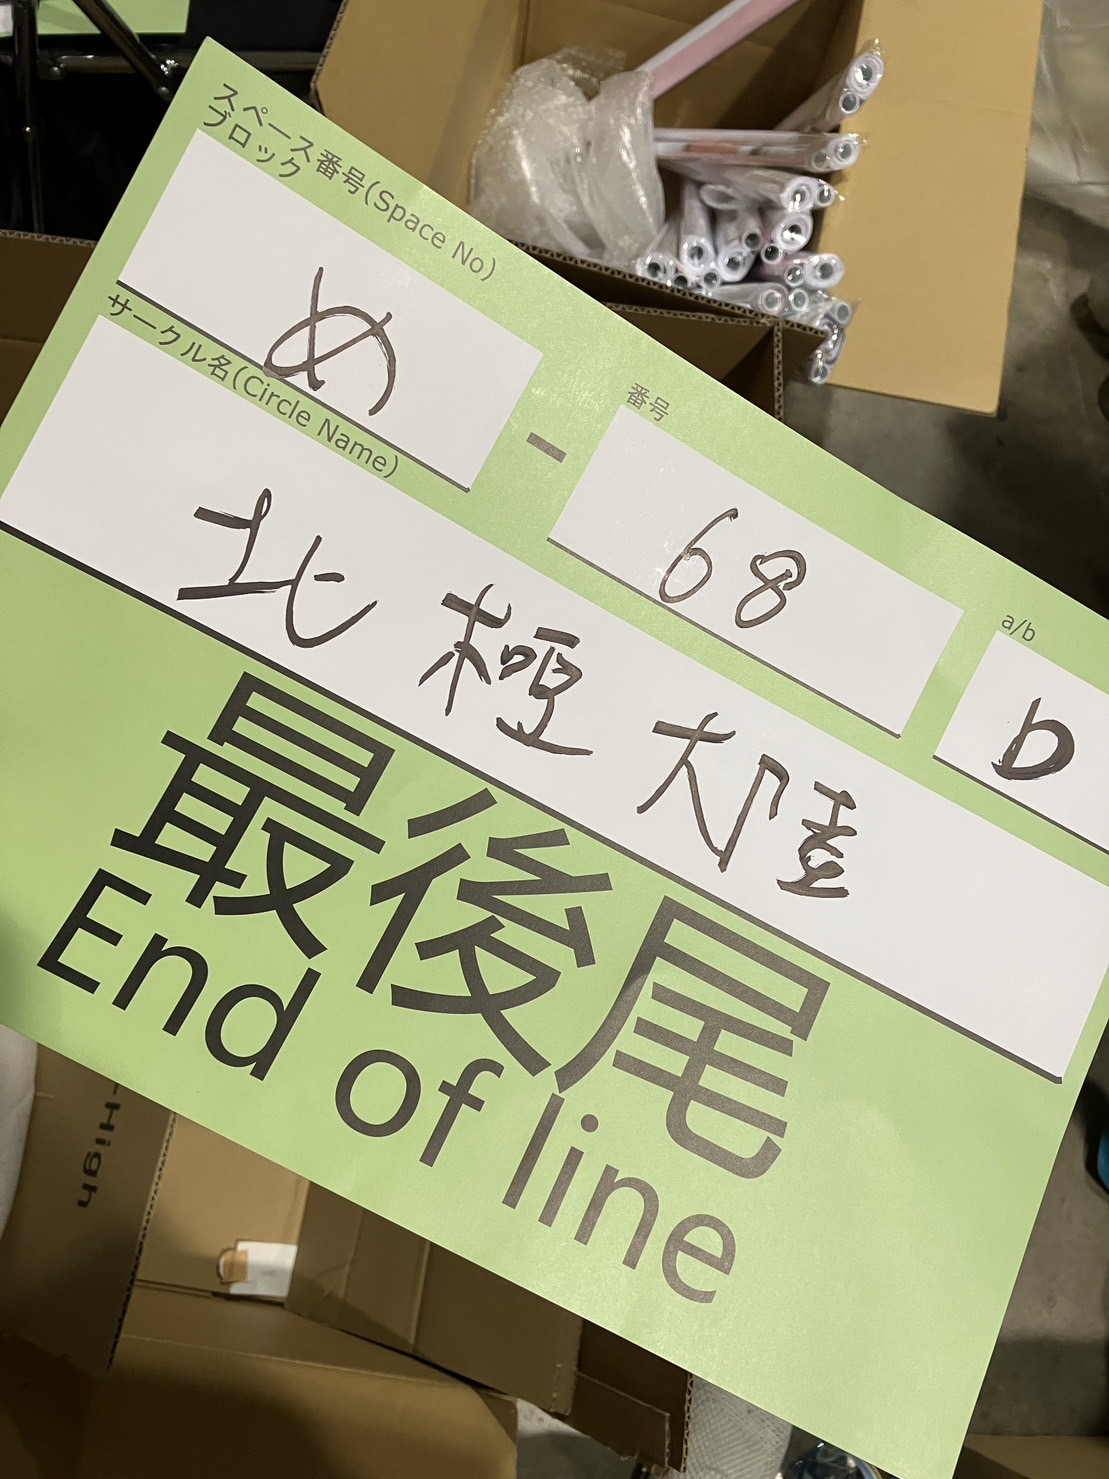 スペース番号(Space No)
ブロック
め
-
番号
68
a/b
b
サークル名(Circle Name)
北極大陸
最後尾
End of line
-High